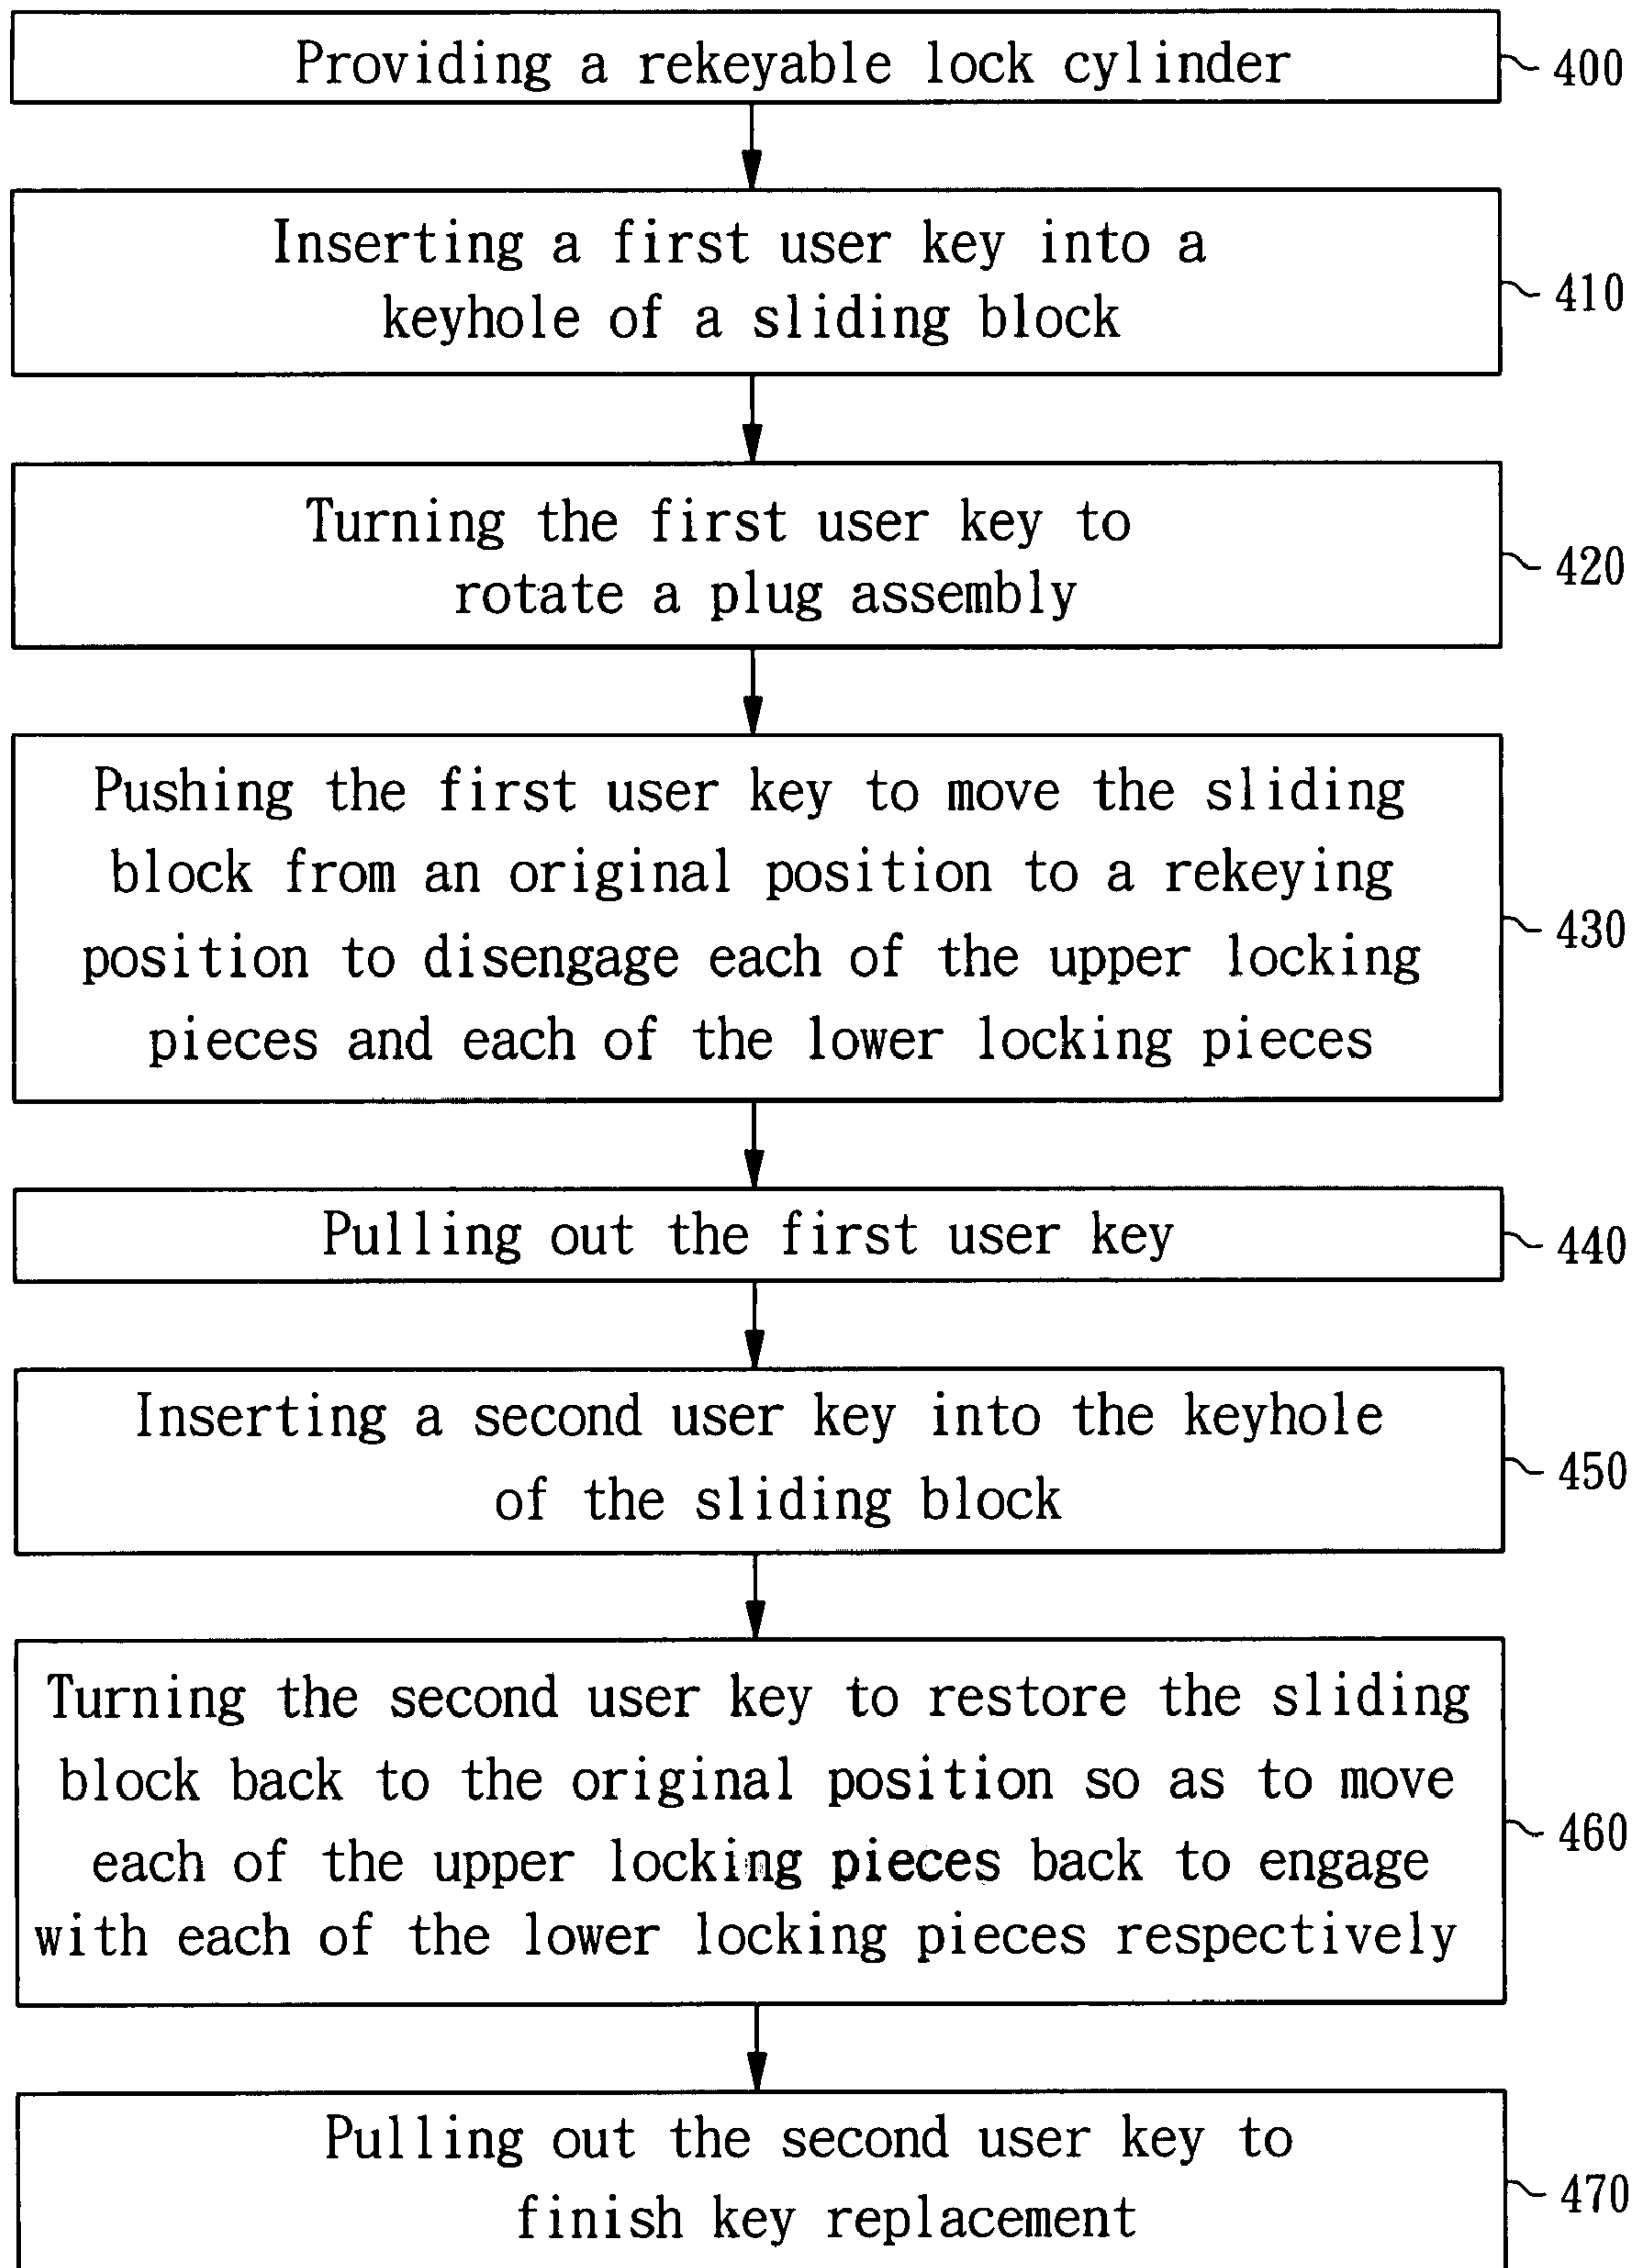 Providing a rekeyable lock cylinder
400
Inserting a first user key into a
keyhole of a sliding block
410
Turning the first user key to
rotate a plug assembly
420
Pushing the first user key to move the sliding
block from an original position to a rekeying
position to disengage each of the upper locking
pieces and each of the lower locking pieces
430
Pulling out the first user key
440
Inserting a second user key into the keyhole
of the sliding block
450
Turning the second user key to restore the sliding
block back to the original position so as to move
each of the upper locking pieces back to engage
with each of the lower locking pieces respectively
460
Pulling out the second user key to
finish key replacement
470